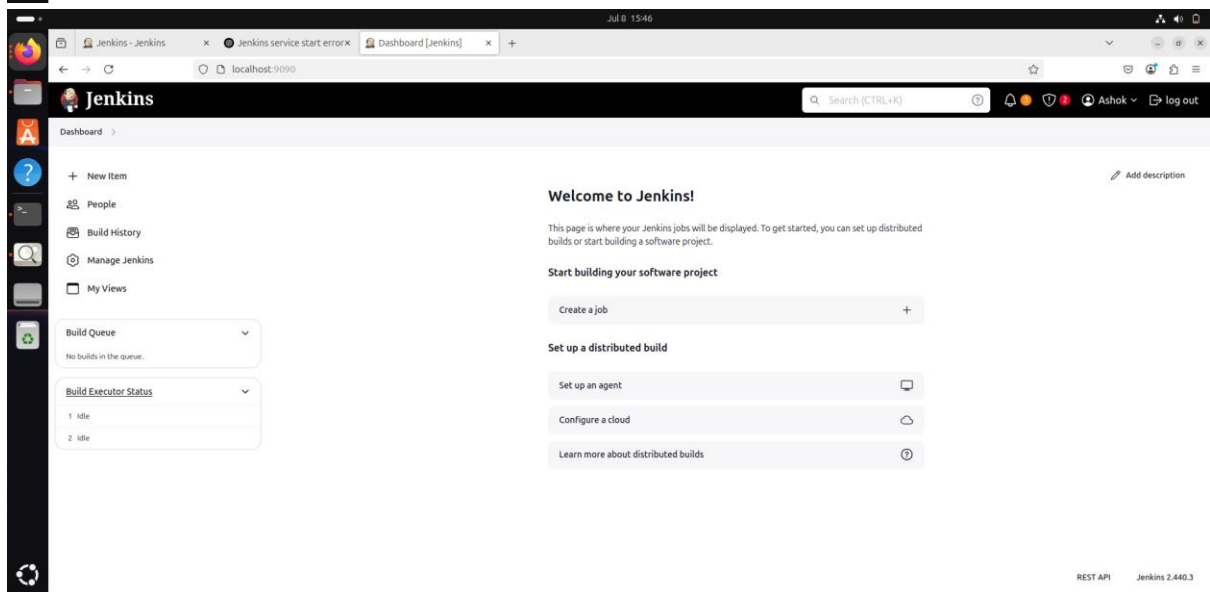 Jul 8 15:46
Jenkins - Jenkins
Jenkins service start error
Dashboard [Jenkins]
localhost:9090
Jenkins
Search (CTRL+K)
2
Ashok
log out
Dashboard
New Item
Add description
People
Build History
Manage Jenkins
My Views
Welcome to Jenkins!
This page is where your Jenkins jobs will be displayed. To get started, you can set up distributed
builds or start building a software project.
Start building your software project
Create a job
Build Queue
No builds in the queue.
Set up a distributed build
Build Executor Status
1 Idle
2 Idle
Set up an agent
Configure a cloud
Learn more about distributed builds
REST API
Jenkins 2.440.3